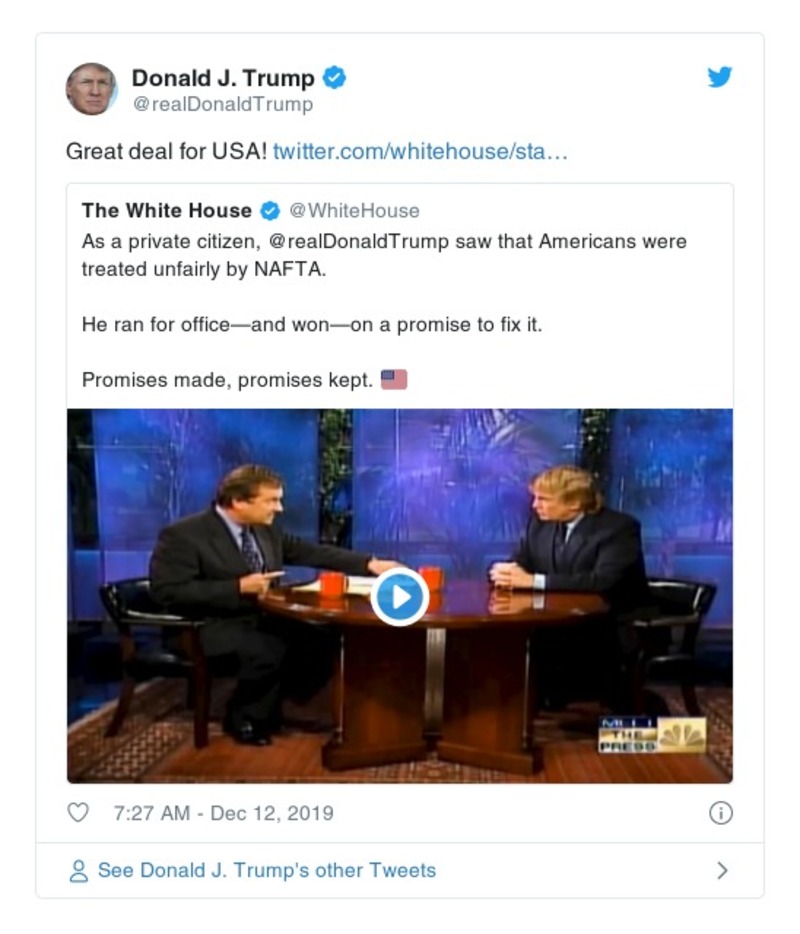 Donald J. Trump
@realDonaldTrump
Great deal for USA! twitter.com/whitehouse/sta…
The White House @WhiteHouse
As a private citizen, @realDonaldTrump saw that Americans were
treated unfairly by NAFTA.
He ran for office—and won—on a promise to fix it.
Promises made, promises kept. 🇺🇸
MEET
THE
PRESS
7:27 AM - Dec 12, 2019
See Donald J. Trump's other Tweets